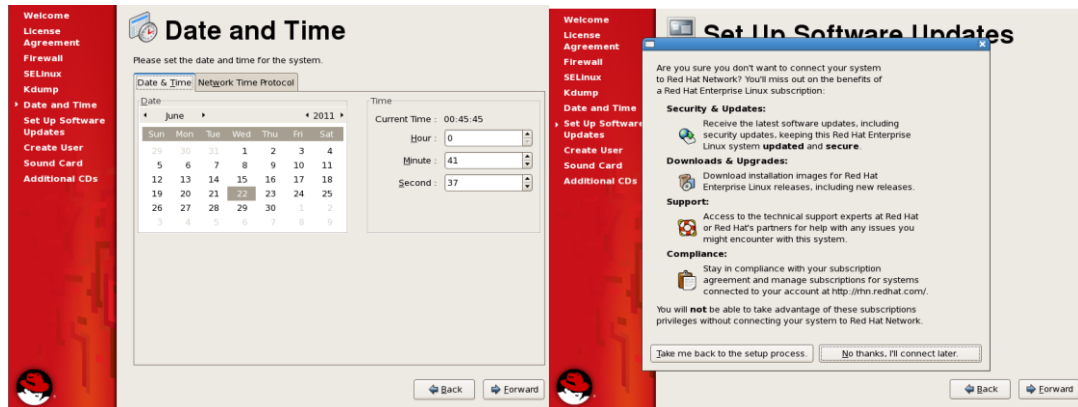 Welcome
License
Agreement
Firewall
SELinux
Kdump
Date and Time
Set Up Software
Updates
Create User
Sound Card
Additional CDs
Date and Time
Please set the date and time for the system.
Date & Time Network Time Protocol
Date
June 2011
Sun Mon Tue Wed Thu Fri Sat
29 30 31 1 2 3 4
5 6 7 8 9 10 11
12 13 14 15 16 17 18
19 20 21 22 23 24 25
26 27 28 29 30 1 2
3 4 5 6 7 8 9
Time
Current Time : 00:45:45
Hour : 0
Minute : 41
Second : 37
Back Forward
Welcome
License
Agreement
Firewall
SELinux
Kdump
Date and Time
Set Up Software
Updates
Create User
Sound Card
Additional CDs
Set Up Software Updates
Are you sure you don't want to connect your system
to Red Hat Network? You'll miss out on the benefits of
a Red Hat Enterprise Linux subscription:
Security & Updates:
Receive the latest software updates, including
security updates, keeping this Red Hat Enterprise
Linux system updated and secure.
Downloads & Upgrades:
Download installation images for Red Hat
Enterprise Linux releases, including new releases.
Support:
Access to the technical support experts at Red Hat
or Red Hat's partners for help with any issues you
might encounter with this system.
Compliance:
Stay in compliance with your subscription
agreement and manage subscriptions for systems
connected to your account at http://rhn.redhat.com/.
You will not be able to take advantage of these subscriptions
privileges without connecting your system to Red Hat Network.
Take me back to the setup process. No thanks, I'll connect later.
Back Forward